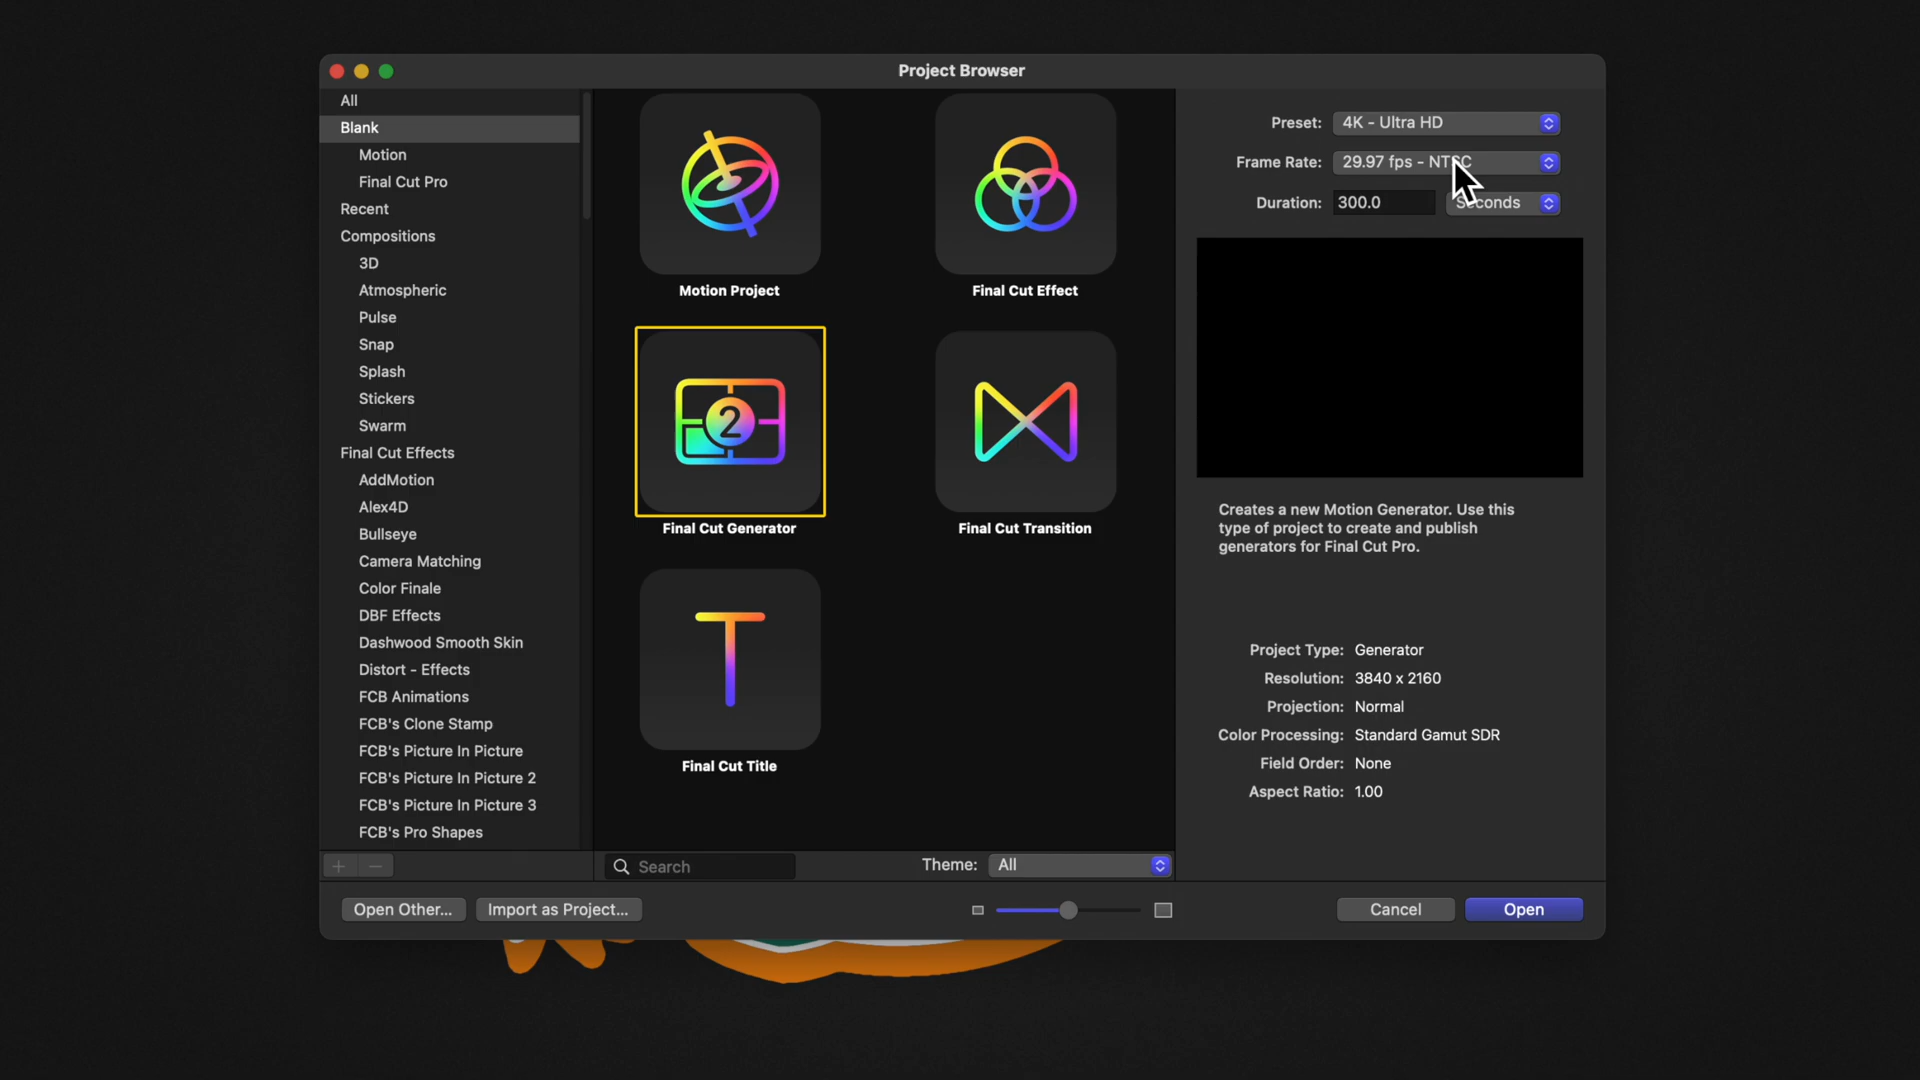 Project Browser
All
Blank
Motion
Final Cut Pro
Recent
Compositions
3D
Atmospheric
Pulse
Snap
Splash
Stickers
Swarm
Final Cut Effects
AddMotion
Alex4D
Bullseye
Camera Matching
Color Finale
DBF Effects
Dashwood Smooth Skin
Distort - Effects
FCB Animations
FCB's Clone Stamp
FCB's Picture In Picture
FCB's Picture In Picture 2
FCB's Picture In Picture 3
FCB's Pro Shapes
Motion Project
Final Cut Effect
2
Final Cut Generator
Final Cut Transition
T
Final Cut Title
Search
Theme: All
Preset: 4K - Ultra HD
Frame Rate: 29.97 fps - NTSC
Duration: 300.0 Seconds
Creates a new Motion Generator. Use this
type of project to create and publish
generators for Final Cut Pro.
Project Type: Generator
Resolution: 3840 x 2160
Projection: Normal
Color Processing: Standard Gamut SDR
Field Order: None
Aspect Ratio: 1.00
Open Other...
Import as Project...
Cancel
Open